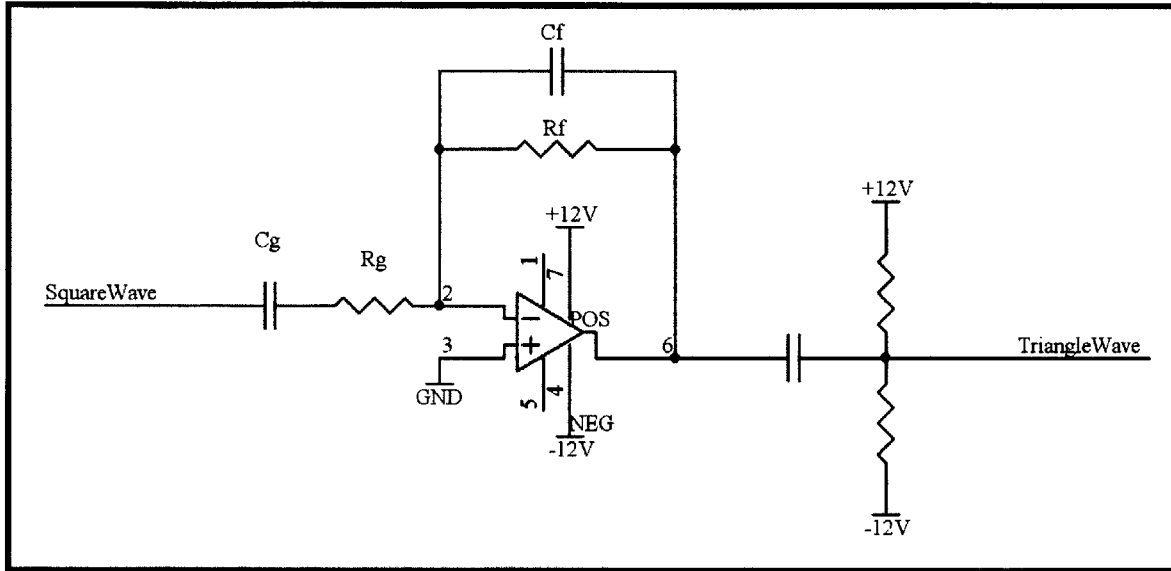 Cf
Rf
+12V
+12V
Cg
Rg
1
7
SquareWave
2
POS
3
6
TriangleWave
GND
5
4
NEG
-12V
-12V